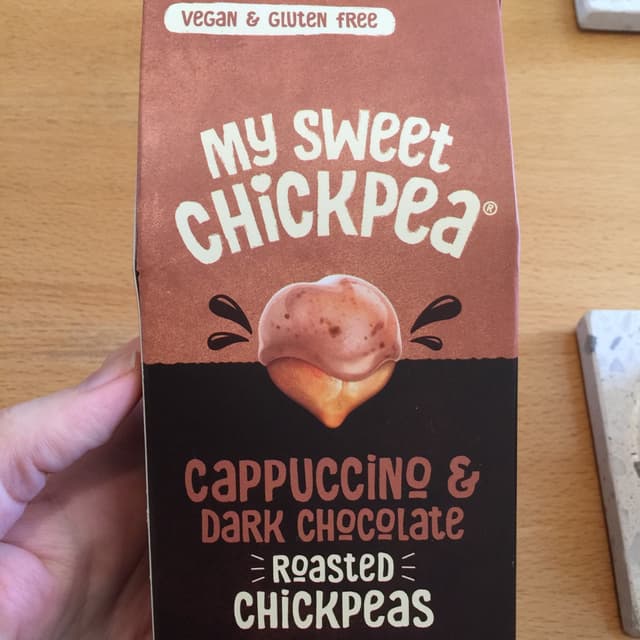 VEGAN & GLUTEN FREE
MY SWEET
CHICKPEA®
CAPPUCCINO &
DARK CHOCOLATE
ROASTED
CHICKPEAS